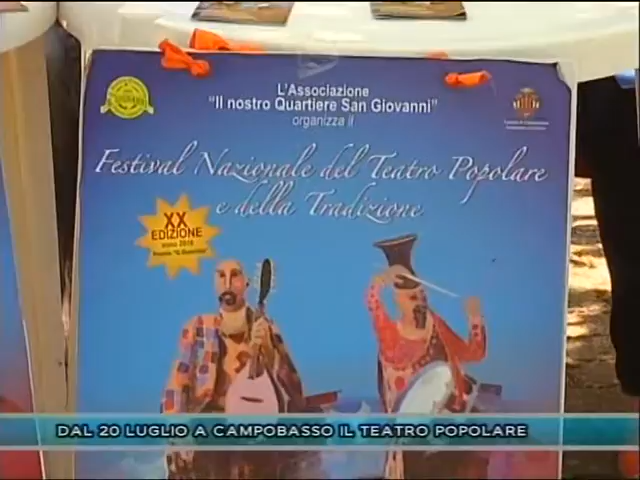 L'Associazione
"Il nostro Quartiere San Giovanni"
organizza il
Festival Nazionale del Teatro Popolare
e della Tradizione
XX
EDIZIONE
DAL 20 LUGLIO A CAMPOBASSO IL TEATRO POPOLARE